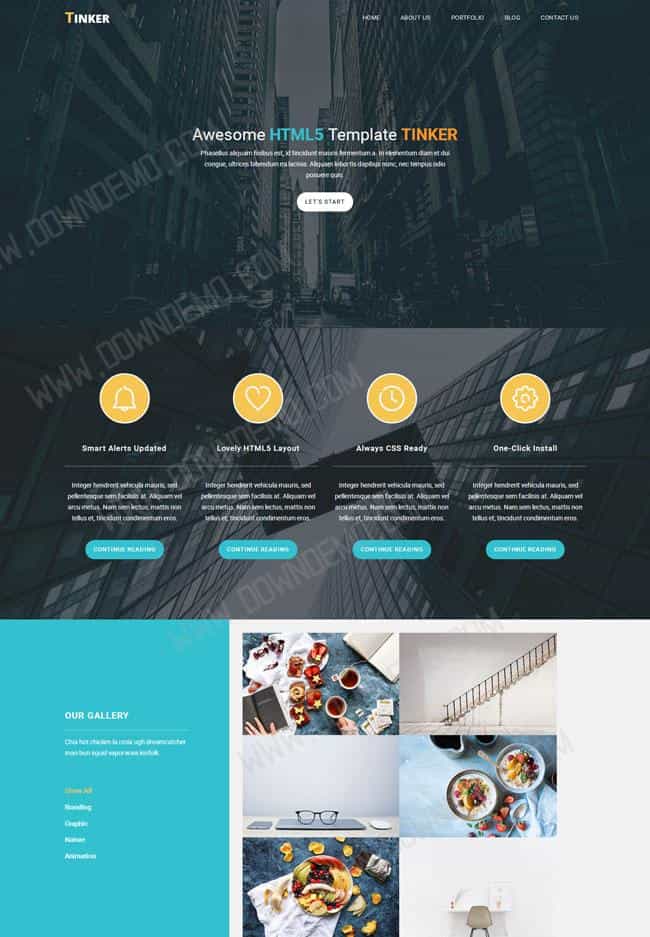 TINKER
HOME ABOUT US PORTFOLIO BLOG CONTACT US
Awesome HTML5 Template TINKER
Phasellus aliquam finibus est, id tincidunt mauris fermentum a. In elementum diam et dui
congue, ultrices bibendum mi lacinia. Aliquam lobortis dapibus nunc, nec tempus odio
posuere quis.
LET'S START
Smart Alerts Updated
Lovely HTML5 Layout
Always CSS Ready
One-Click Install
Integer hendrerit vehicula mauris, sed
pellentesque sem facilisis at. Aliquam vel
arcu metus. Nam sem lectus, mattis non
tellus et, tincidunt condimentum eros.
Integer hendrerit vehicula mauris, sed
pellentesque sem facilisis at. Aliquam vel
arcu metus. Nam sem lectus, mattis non
tellus et, tincidunt condimentum eros.
Integer hendrerit vehicula mauris, sed
pellentesque sem facilisis at. Aliquam vel
arcu metus. Nam sem lectus, mattis non
tellus et, tincidunt condimentum eros.
Integer hendrerit vehicula mauris, sed
pellentesque sem facilisis at. Aliquam vel
arcu metus. Nam sem lectus, mattis non
tellus et, tincidunt condimentum eros.
CONTINUE READING
CONTINUE READING
CONTINUE READING
CONTINUE READING
OUR GALLERY
Chia hot chicken la croix ugh dreamcatcher
man bun squid vaporware kinfolk.
Show All
Branding
Graphic
Nature
Animation
WWW.DOWNDEMO.COM